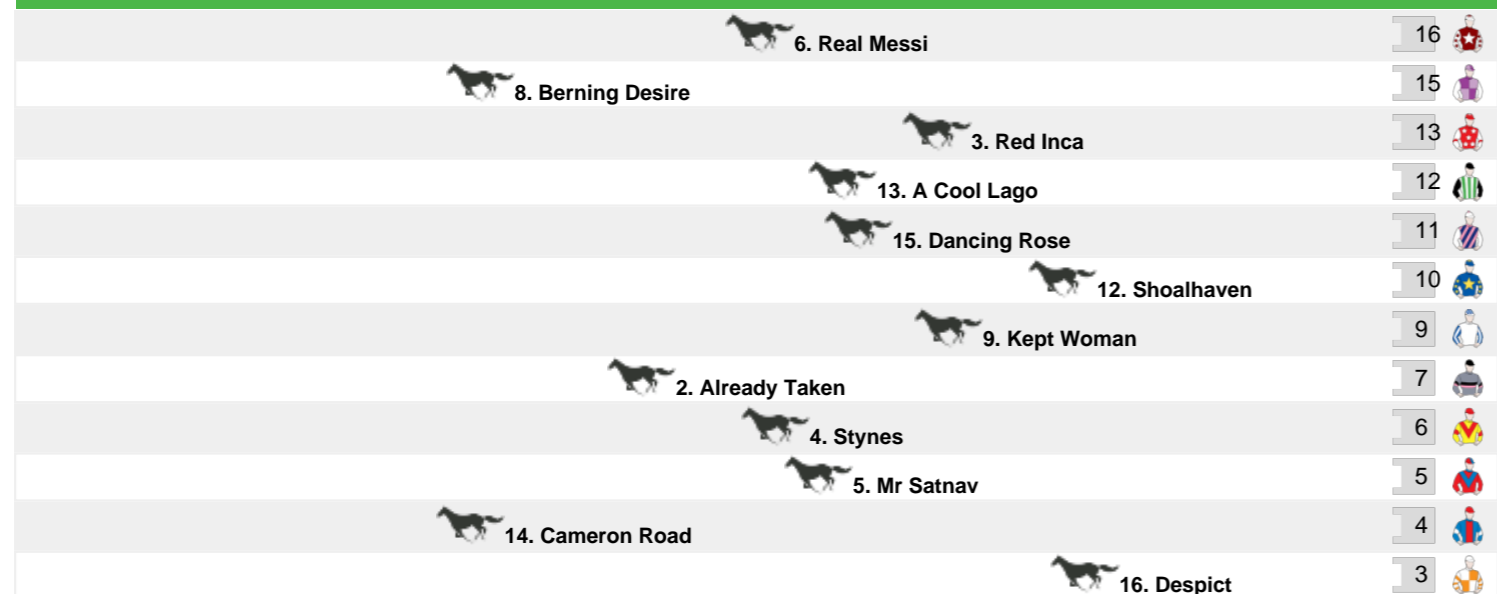 6. Real Messi 16
8. Berning Desire 15
3. Red Inca 13
13. A Cool Lago 12
15. Dancing Rose 11
12. Shoalhaven 10
9. Kept Woman 9
2. Already Taken 7
4. Stynes 6
5. Mr Satnav 5
14. Cameron Road 4
16. Despict 3